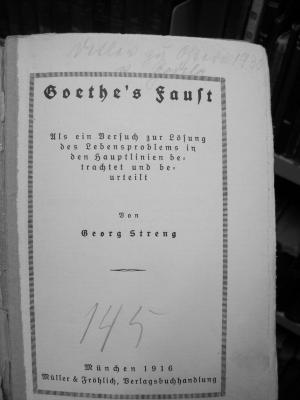 Goethe's Faust
Als ein Versuch zur Lösung
des Lebensproblems in
den Hauptlinien be-
trachtet und be-
urteilt
Von
Georg Streng
145
München 1916
Müller & Fröhlich, Verlagsbuchhandlung